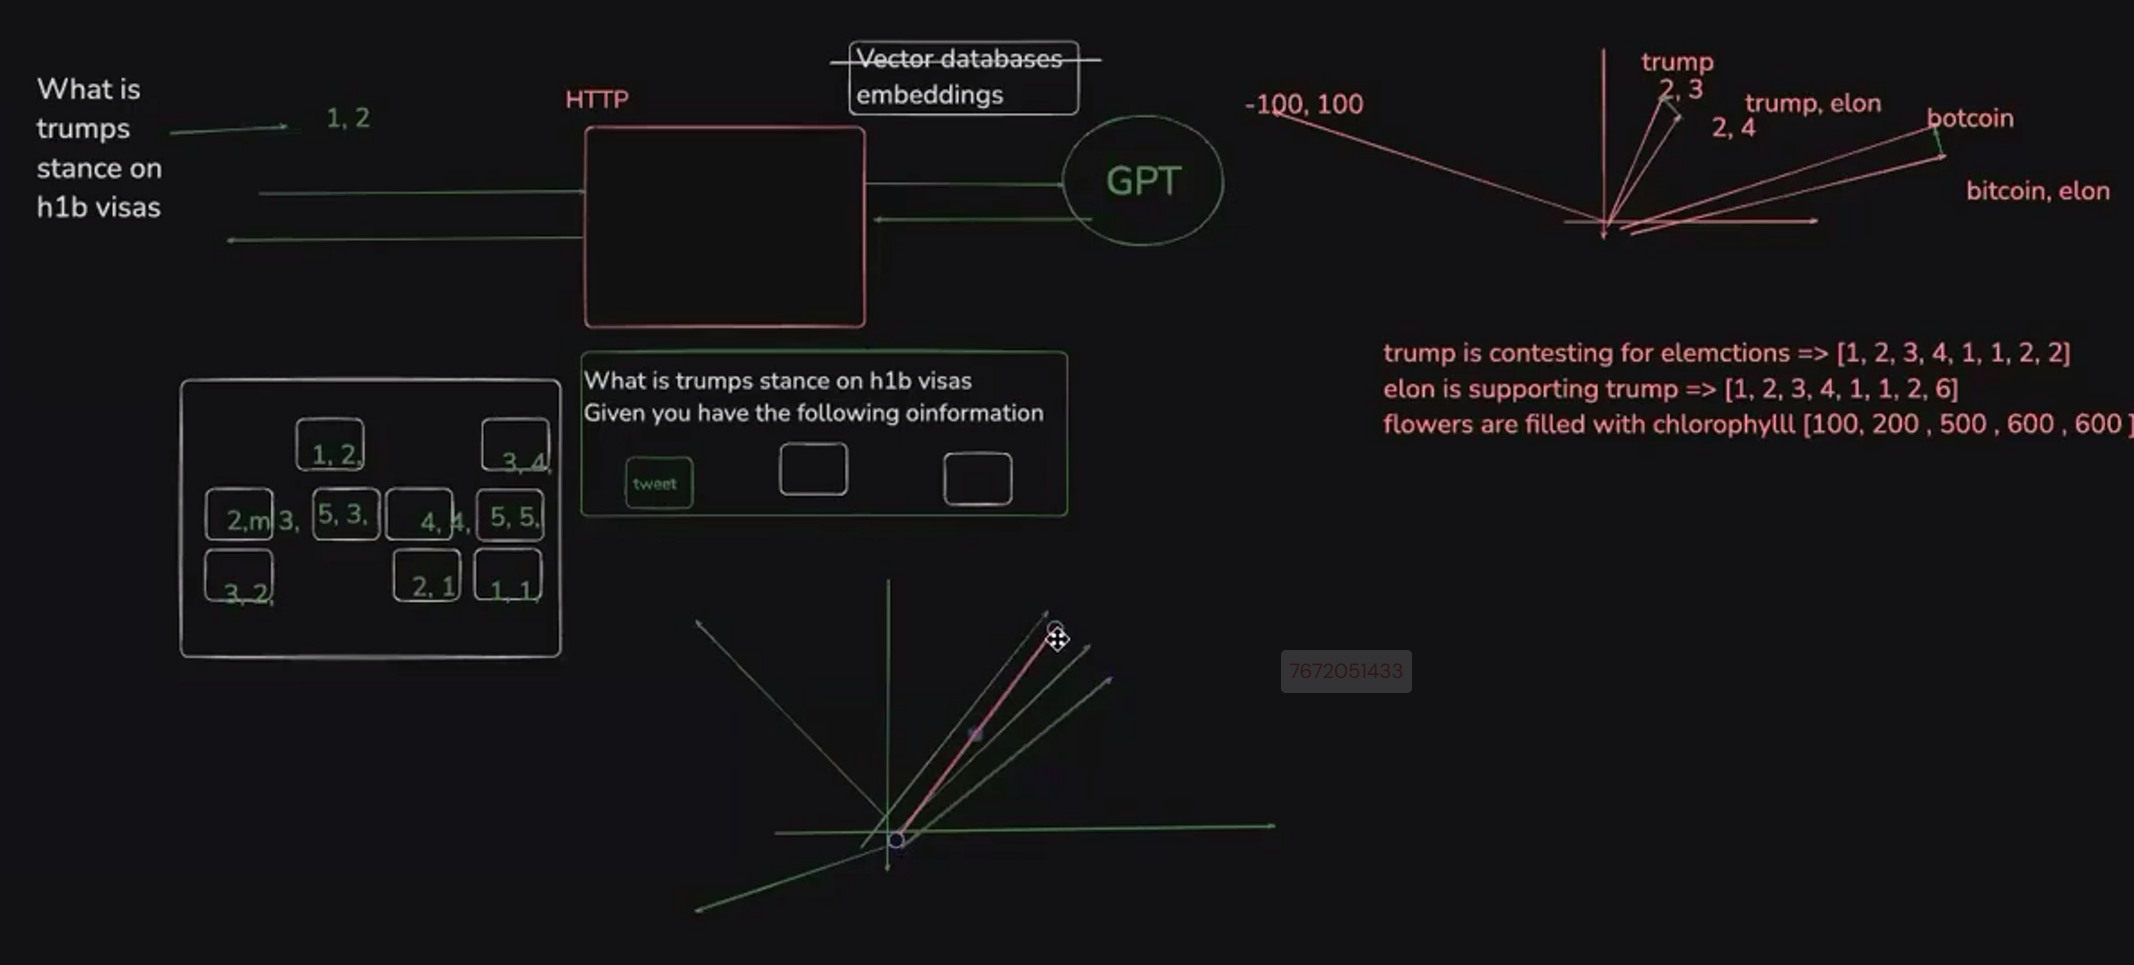 What is
trumps
stance on
h1b visas
1, 2
HTTP
Vector databases
embeddings
GPT
-100, 100
trump
2, 3
trump, elon
2, 4
botcoin
bitcoin, elon
trump is contesting for elemctions => [1, 2, 3, 4, 1, 1, 2, 2]
elon is supporting trump => [1, 2, 3, 4, 1, 1, 2, 6]
flowers are filled with chlorophylll [100, 200 , 500 , 600 , 600 ]
What is trumps stance on h1b visas
Given you have the following oinformation
tweet
1, 2,
3, 4,
2,m 3,
5, 3,
4, 4,
5, 5,
3, 2,
2, 1
1, 1,
7672051433